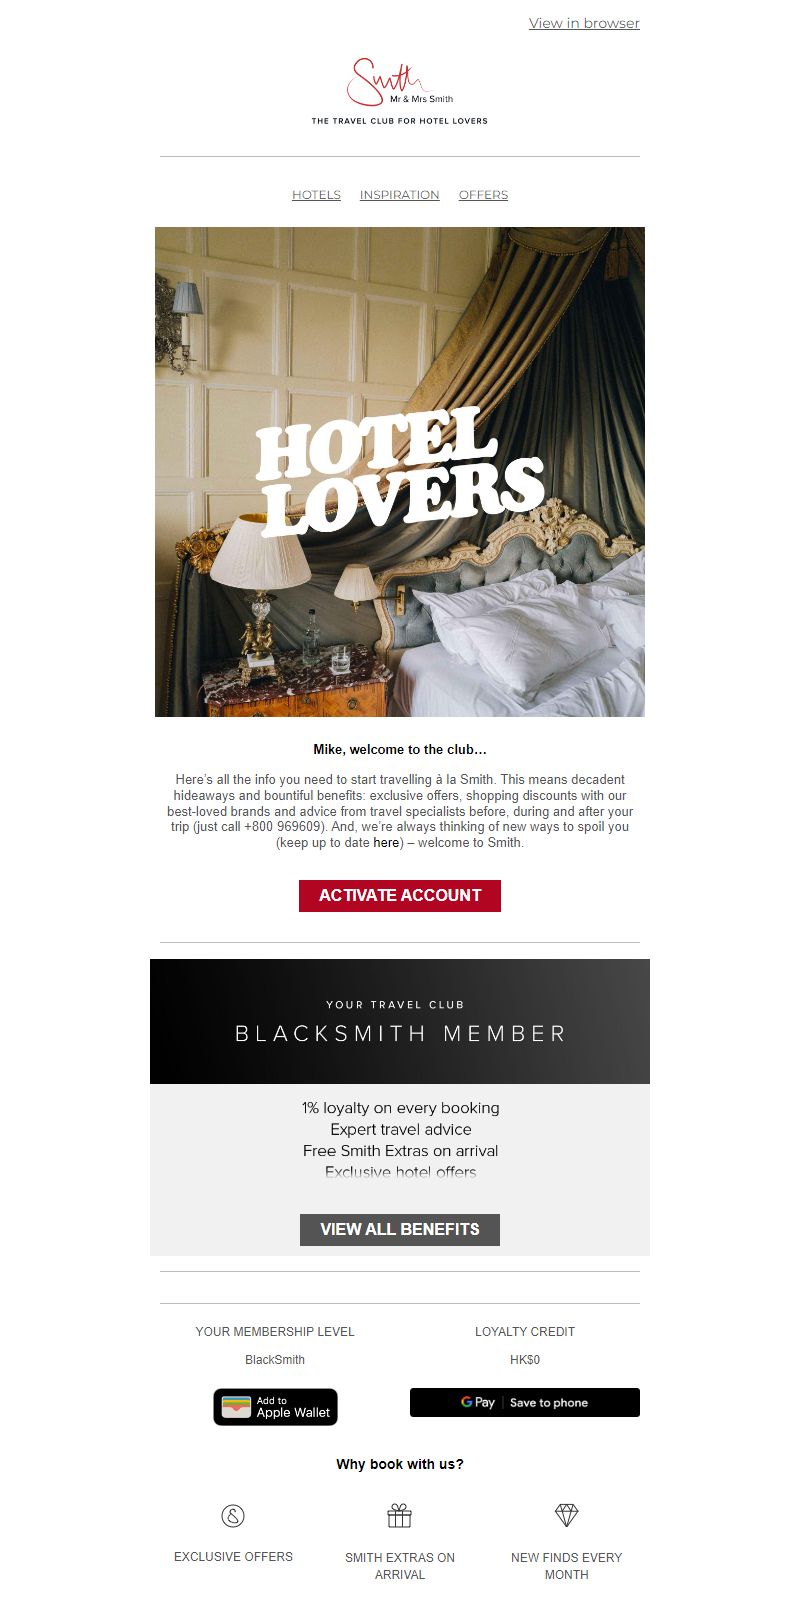 View in browser
Smith
Mr & Mrs Smith
THE TRAVEL CLUB FOR HOTEL LOVERS
HOTELS INSPIRATION OFFERS
HOTEL
LOVERS
Mike, welcome to the club...
Here's all the info you need to start travelling à la Smith. This means decadent
hideaways and bountiful benefits: exclusive offers, shopping discounts with our
best-loved brands and advice from travel specialists before, during and after your
trip (just call +800 969609). And, we're always thinking of new ways to spoil you
(keep up to date here) – welcome to Smith.
ACTIVATE ACCOUNT
YOUR TRAVEL CLUB
BLACKSMITH MEMBER
1% loyalty on every booking
Expert travel advice
Free Smith Extras on arrival
Exclusive hotel offers
VIEW ALL BENEFITS
YOUR MEMBERSHIP LEVEL
BlackSmith
LOYALTY CREDIT
HK$0
Add to
Apple Wallet
G Pay | Save to phone
Why book with us?
EXCLUSIVE OFFERS
SMITH EXTRAS ON
ARRIVAL
NEW FINDS EVERY
MONTH